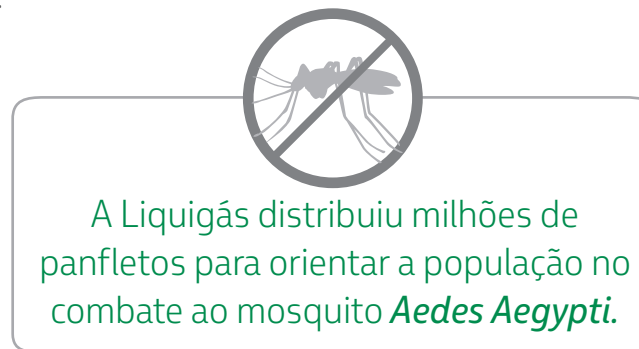 A Liquigás distribuiu milhões de
panfletos para orientar a população no
combate ao mosquito Aedes Aegypti.